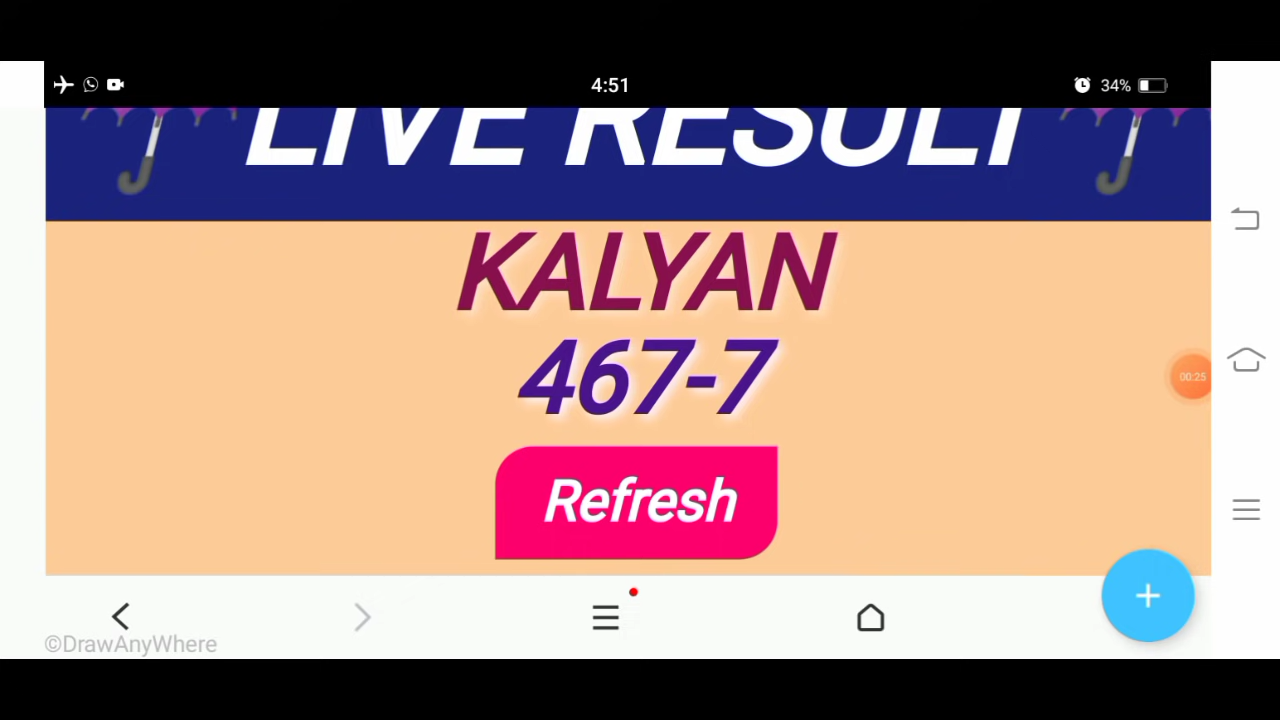 4:51
34%
LIVE RESULT
KALYAN
467-7
00:25
Refresh
©DrawAnyWhere